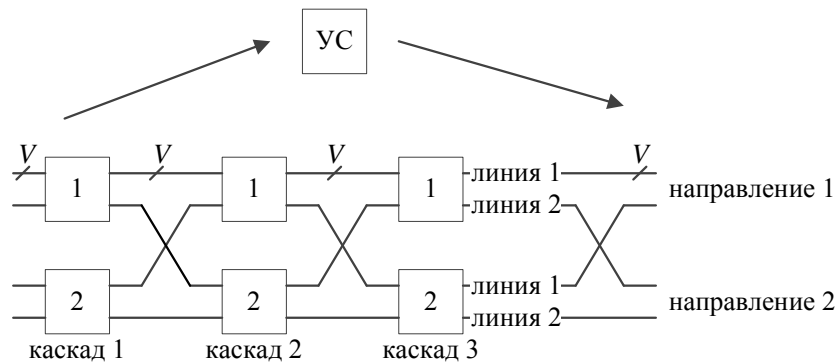 УС
V V V V
1 1 1 линия 1
линия 2 направление 1
2 2 2 линия 1
линия 2 направление 2
каскад 1 каскад 2 каскад 3